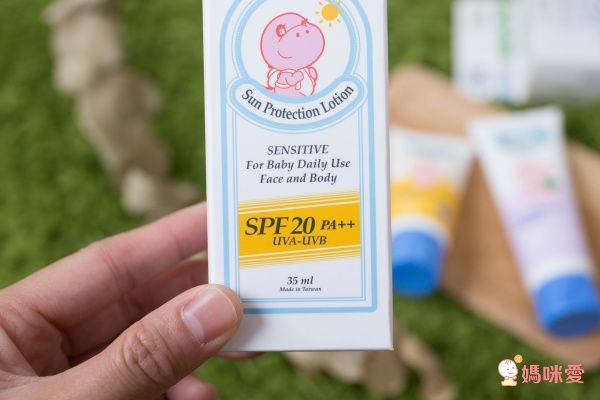 Sun Protection Lotion
SENSITIVE
For Baby Daily Use
Face and Body
SPF 20 PA++
UVA-UVB
35 ml
Made in Taiwan
媽咪愛